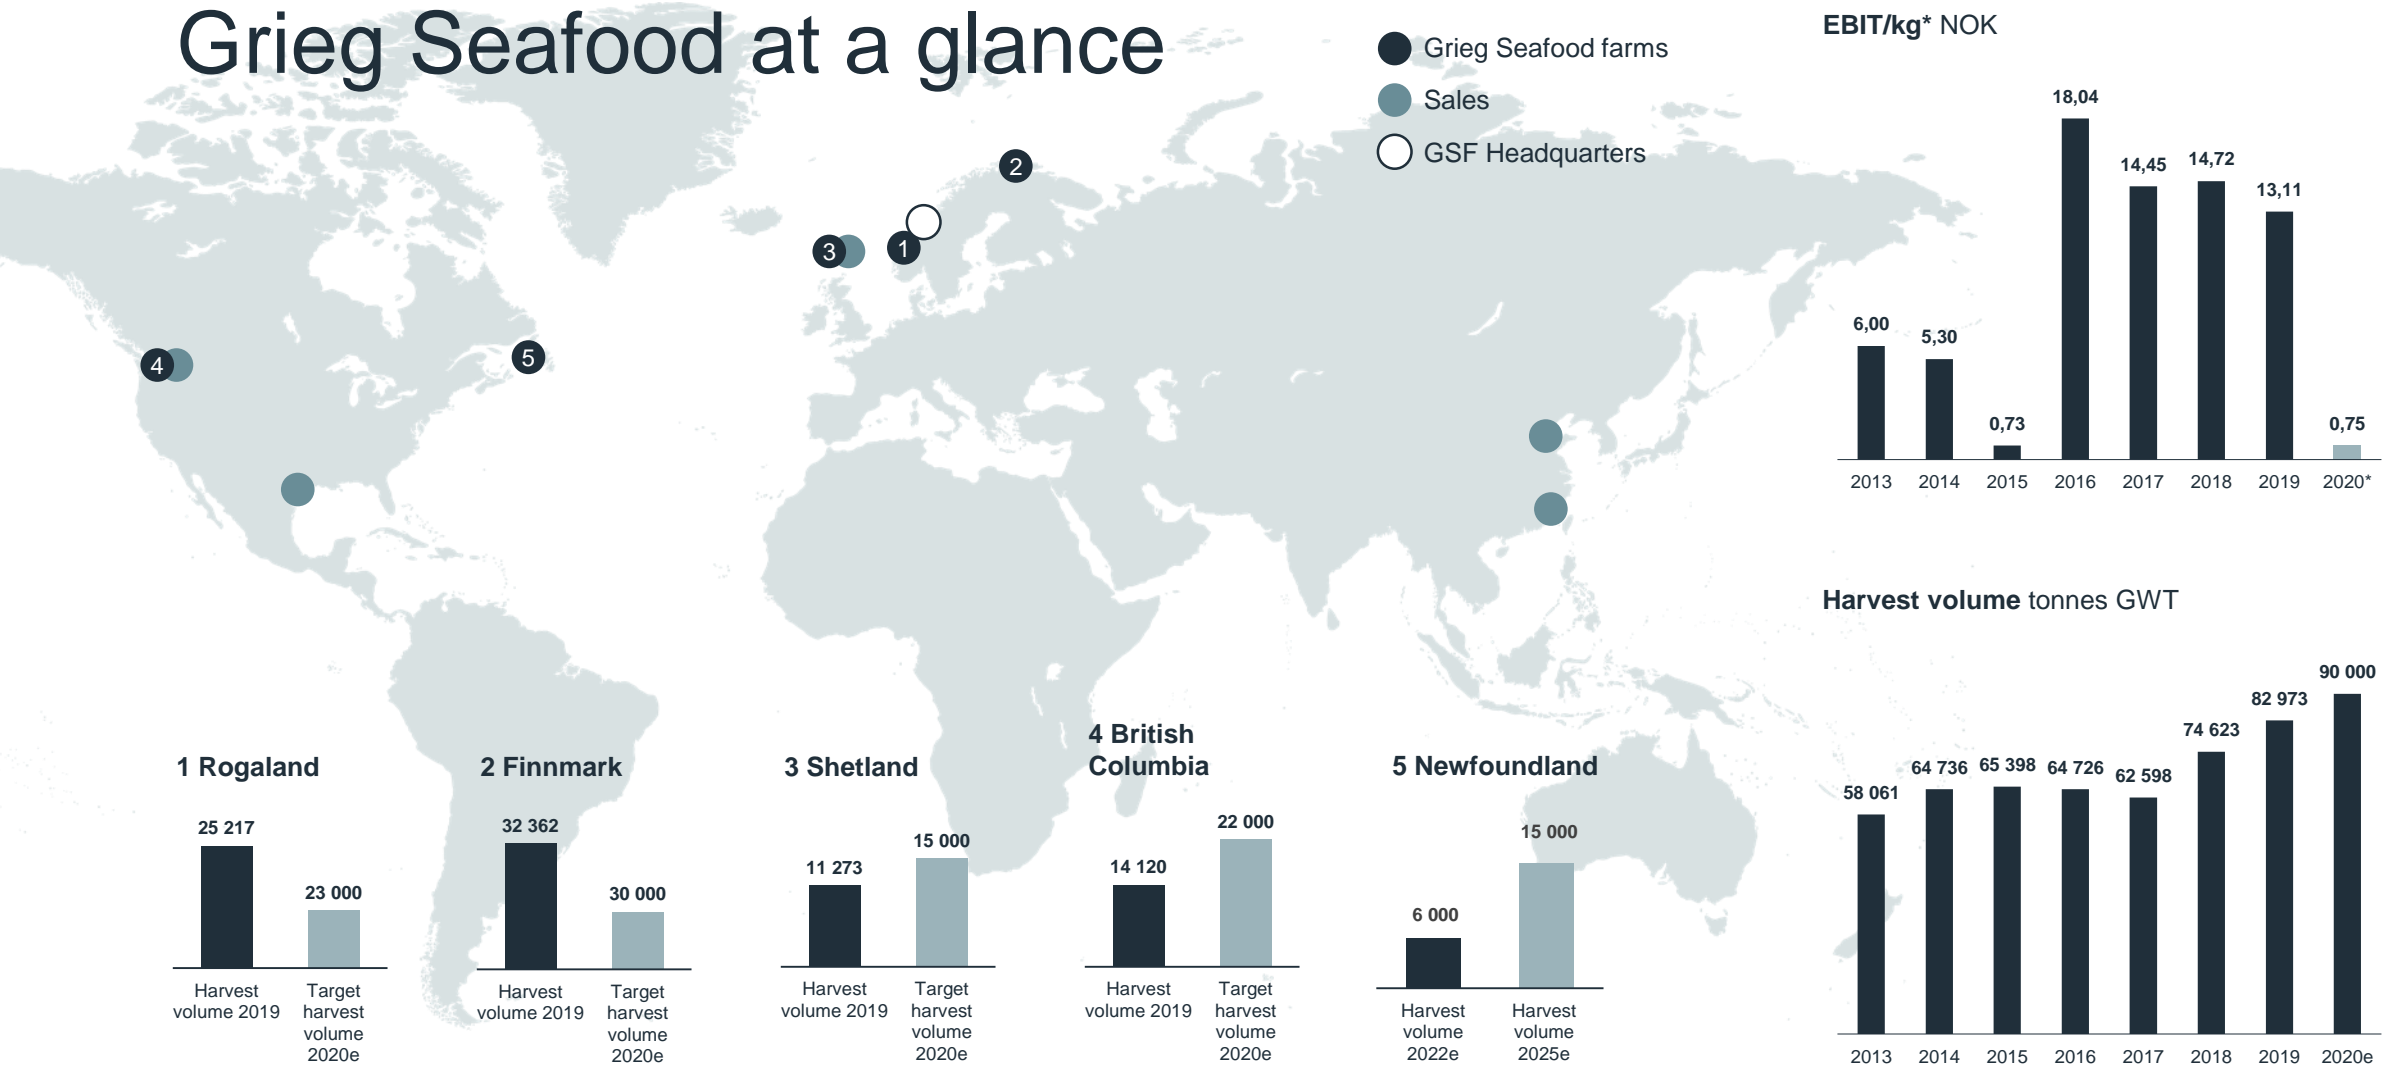 Grieg Seafood at a glance
Grieg Seafood farms
Sales
GSF Headquarters
2
3
1
4
5
EBIT/kg* NOK
18,04
14,45
14,72
13,11
6,00
5,30
0,73
0,75
2013
2014
2015
2016
2017
2018
2019
2020*
Harvest volume tonnes GWT
58 061
64 736
65 398
64 726
62 598
74 623
82 973
90 000
2013
2014
2015
2016
2017
2018
2019
2020e
1 Rogaland
25 217
23 000
Harvest
volume 2019
Target
harvest
volume
2020e
2 Finnmark
32 362
30 000
Harvest
volume 2019
Target
harvest
volume
2020e
3 Shetland
11 273
15 000
Harvest
volume 2019
Target
harvest
volume
2020e
4 British
Columbia
14 120
22 000
Harvest
volume 2019
Target
harvest
volume
2020e
5 Newfoundland
6 000
15 000
Harvest
volume
2022e
Harvest
volume
2025e